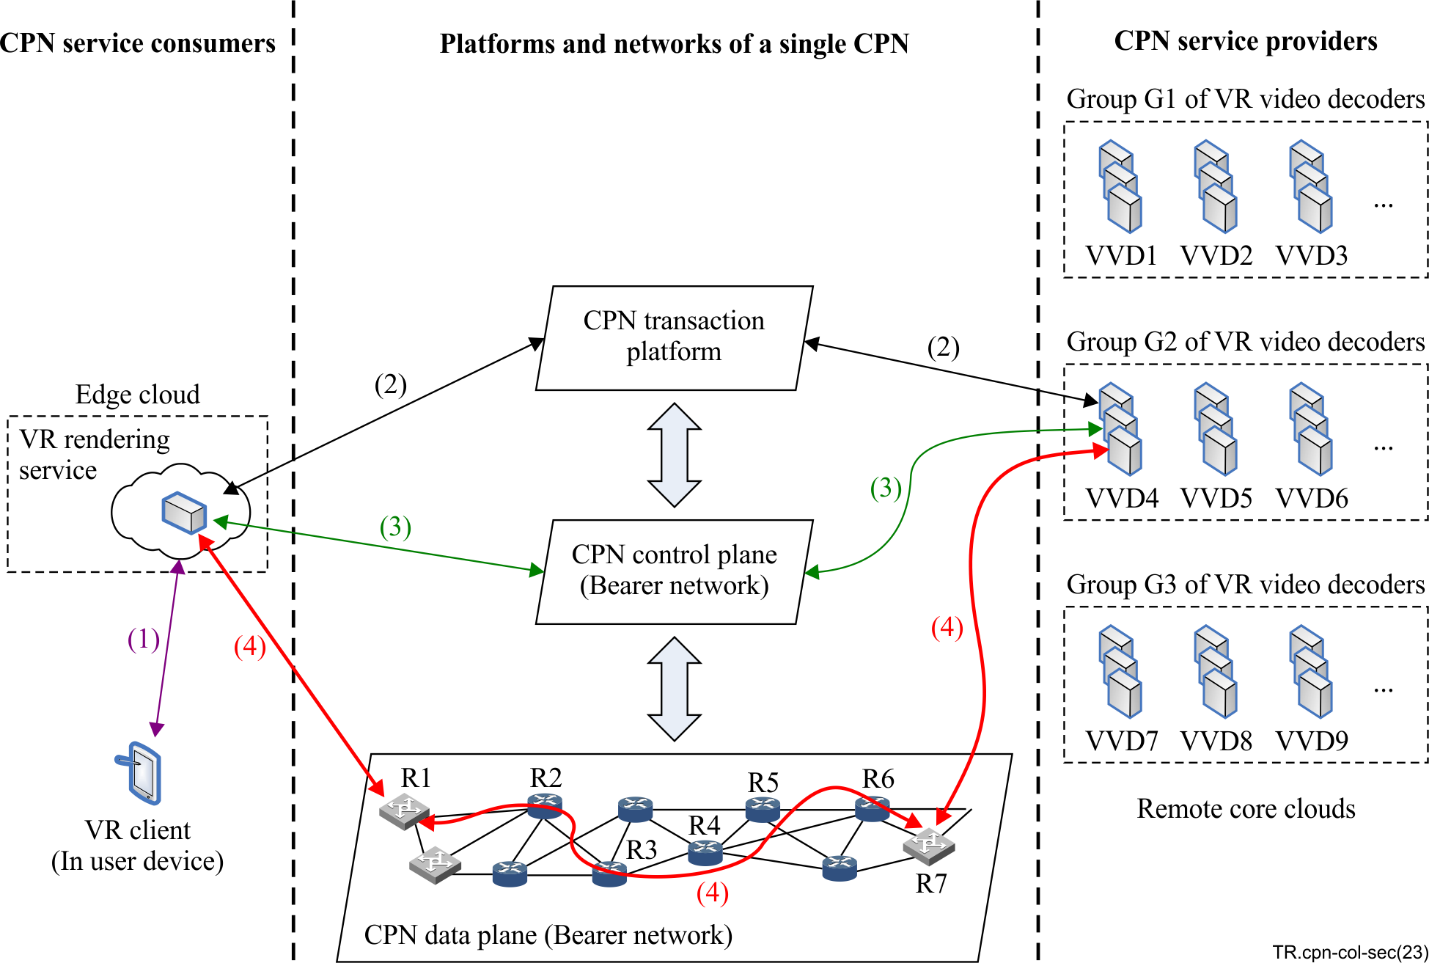 CPN service consumers
Platforms and networks of a single CPN
CPN service providers
Group G1 of VR video decoders
VVD1 VVD2 VVD3 ...
Group G2 of VR video decoders
VVD4 VVD5 VVD6 ...
Group G3 of VR video decoders
VVD7 VVD8 VVD9 ...
Remote core clouds
CPN transaction
platform
(2)
(2)
Edge cloud
VR rendering
service
(3)
(3)
CPN control plane
(Bearer network)
(1)
(4)
(4)
VR client
(In user device)
R1
R2
R3
R4
R5
R6
R7
(4)
CPN data plane (Bearer network)
TR.cpn-col-sec(23)